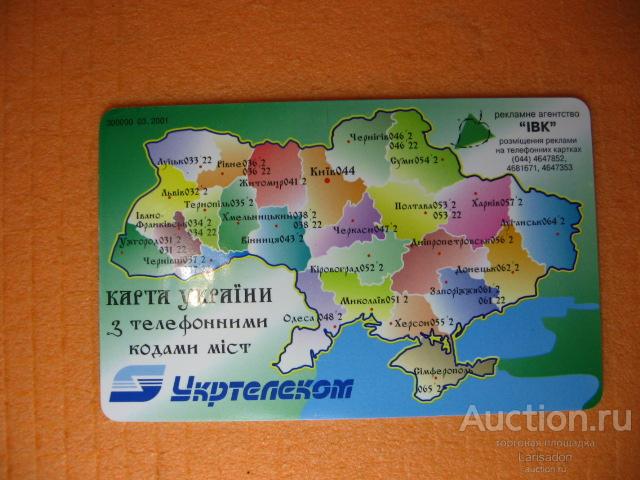 300000 03.2001
рекламне агентство
"ІВК"
розміщення реклами
на телефонних картках
(044) 4647852,
4681671, 4647353
Чернігів046 2
046 22
Суми054 2
Луцьк033 22
Рівне036 2
036 22
Житомир041 2
Київ044
Львів032 2
Тернопіль035 2
Хмельницький038 2
038 22
Полтава053 2
053 22
Харків057 2
Луганськ064 2
Івано-
Франківськ034 2
034 22
Вінниця043 2
Черкаси047 2
Дніпропетровськ056 2
Ужгород031 2
031 22
Чернівці037 2
Кіровоград052 2
Донецьк062 2
Запоріжжя061 2
061 22
Миколаїв051 2
Одеса 048 2
Херсон055 2
Сімферополь
065 2
Карта України
з телефонними
кодами міст
Укртелеком
Auction.ru
торговая площадка
Larisadon
auction.ru